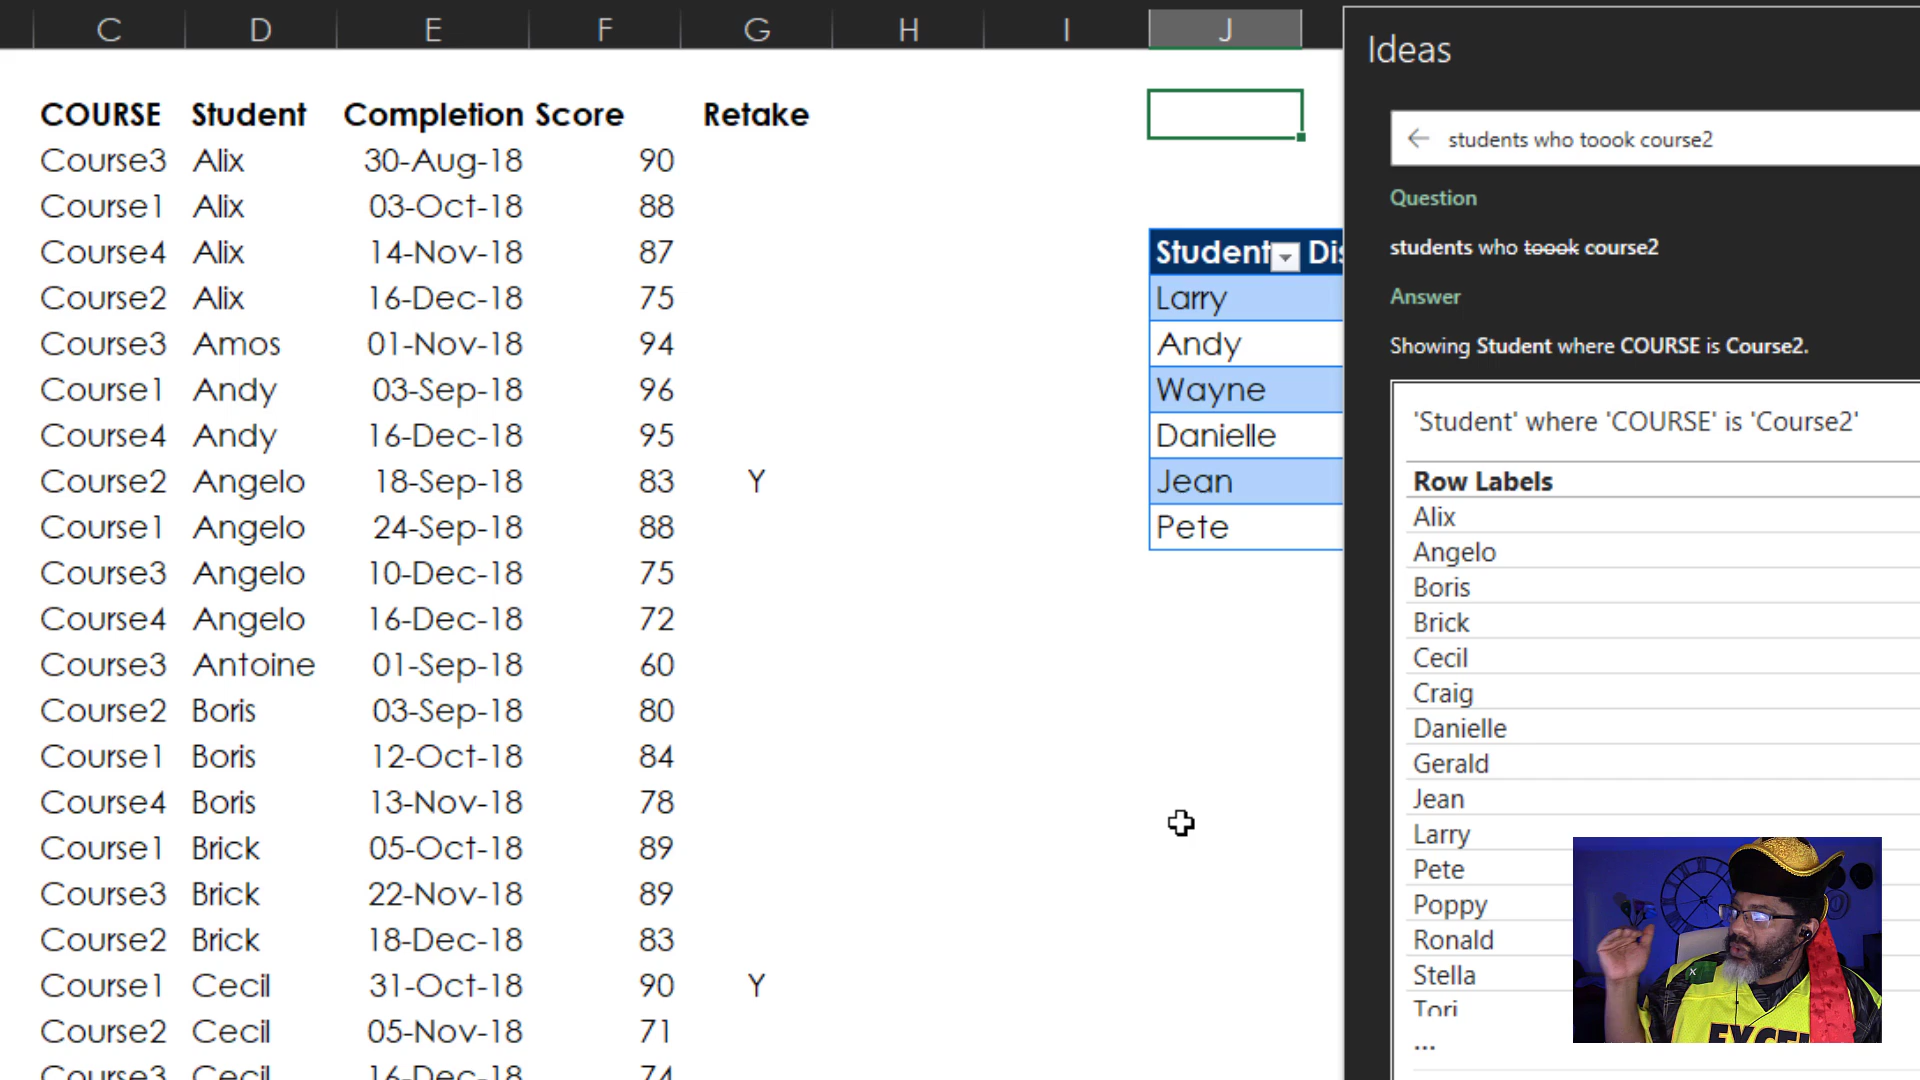 C D E F G H I J
COURSE Student Completion Score Retake
Course3 Alix 30-Aug-18 90
Course1 Alix 03-Oct-18 88
Course4 Alix 14-Nov-18 87
Course2 Alix 16-Dec-18 75
Course3 Amos 01-Nov-18 94
Course1 Andy 03-Sep-18 96
Course4 Andy 16-Dec-18 95
Course2 Angelo 18-Sep-18 83 Y
Course1 Angelo 24-Sep-18 88
Course3 Angelo 10-Dec-18 75
Course4 Angelo 16-Dec-18 72
Course3 Antoine 01-Sep-18 60
Course2 Boris 03-Sep-18 80
Course1 Boris 12-Oct-18 84
Course4 Boris 13-Nov-18 78
Course1 Brick 05-Oct-18 89
Course3 Brick 22-Nov-18 89
Course2 Brick 18-Dec-18 83
Course1 Cecil 31-Oct-18 90 Y
Course2 Cecil 05-Nov-18 71
Course3 Cecil 16-Dec-18 74
Student Dis
Larry
Andy
Wayne
Danielle
Jean
Pete
Ideas
students who toook course2
Question
students who toook course2
Answer
Showing Student where COURSE is Course2.
'Student' where 'COURSE' is 'Course2'
Row Labels
Alix
Angelo
Boris
Brick
Cecil
Craig
Danielle
Gerald
Jean
Larry
Pete
Poppy
Ronald
Stella
Tori
...
X
EXCEL